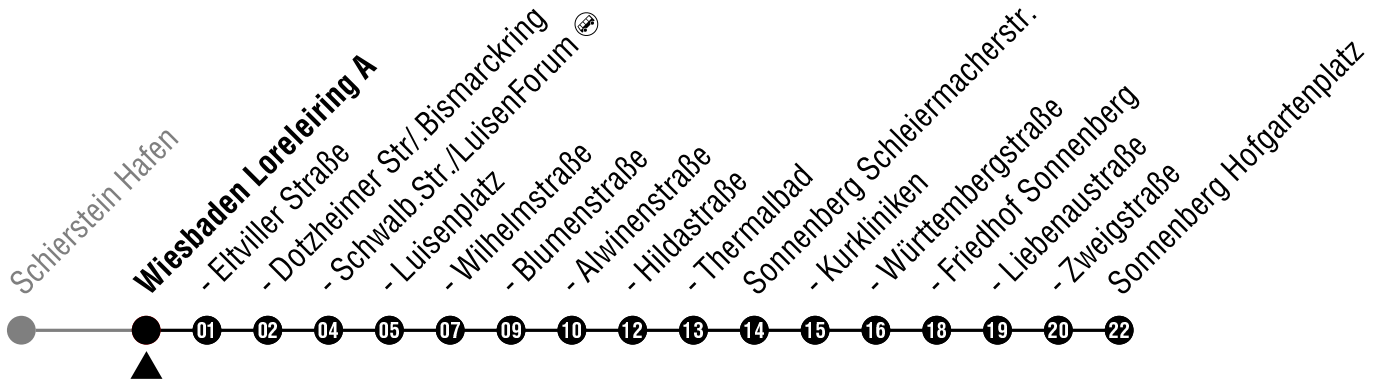 Schierstein Hafen
Wiesbaden Loreleiring A
- Eltviller Straße
- Dotzheimer Str/ Bismarckring
- Schwalb.Str./LuisenForum
- Luisenplatz
- Wilhelmstraße
- Blumenstraße
- Alwinenstraße
- Hildastraße
- Thermalbad
Sonnenberg Schleiermacherstr.
- Kurkliniken
- Württembergstraße
- Friedhof Sonnenberg
- Liebenaustraße
- Zweigstraße
Sonnenberg Hofgartenplatz
01 02 04 05 07 09 10 12 13 14 15 16 18 19 20 22